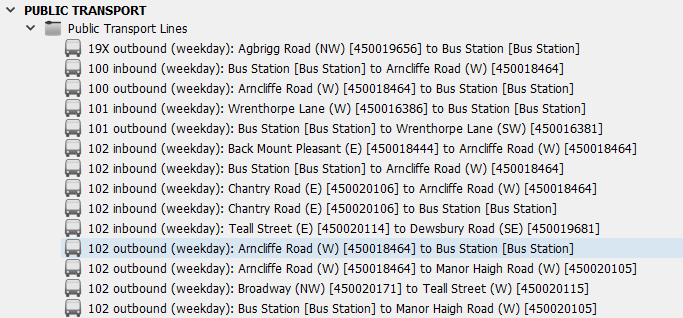 PUBLIC TRANSPORT
Public Transport Lines
19X outbound (weekday): Agbrigg Road (NW) [450019656] to Bus Station [Bus Station]
100 inbound (weekday): Bus Station [Bus Station] to Arncliffe Road (W) [450018464]
100 outbound (weekday): Arncliffe Road (W) [450018464] to Bus Station [Bus Station]
101 inbound (weekday): Wrenthorpe Lane (W) [450016386] to Bus Station [Bus Station]
101 outbound (weekday): Bus Station [Bus Station] to Wrenthorpe Lane (SW) [450016381]
102 inbound (weekday): Back Mount Pleasant (E) [450018444] to Arncliffe Road (W) [450018464]
102 inbound (weekday): Bus Station [Bus Station] to Arncliffe Road (W) [450018464]
102 inbound (weekday): Chantry Road (E) [450020106] to Arncliffe Road (W) [450018464]
102 inbound (weekday): Chantry Road (E) [450020106] to Bus Station [Bus Station]
102 inbound (weekday): Teall Street (E) [450020114] to Dewsbury Road (SE) [450019681]
102 outbound (weekday): Arncliffe Road (W) [450018464] to Bus Station [Bus Station]
102 outbound (weekday): Arncliffe Road (W) [450018464] to Manor Haigh Road (W) [450020105]
102 outbound (weekday): Broadway (NW) [450020171] to Teall Street (W) [450020115]
102 outbound (weekday): Bus Station [Bus Station] to Manor Haigh Road (W) [450020105]